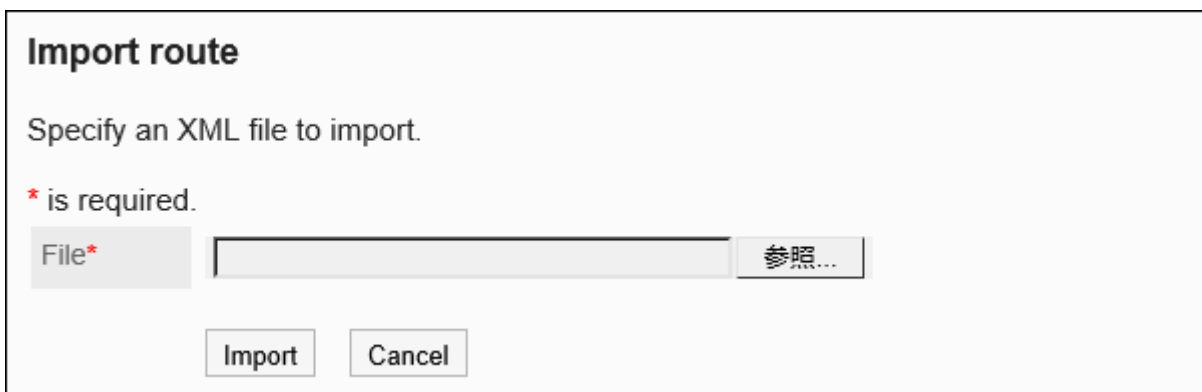 Import route
Specify an XML file to import.
* is required.
File* 参照...
Import Cancel